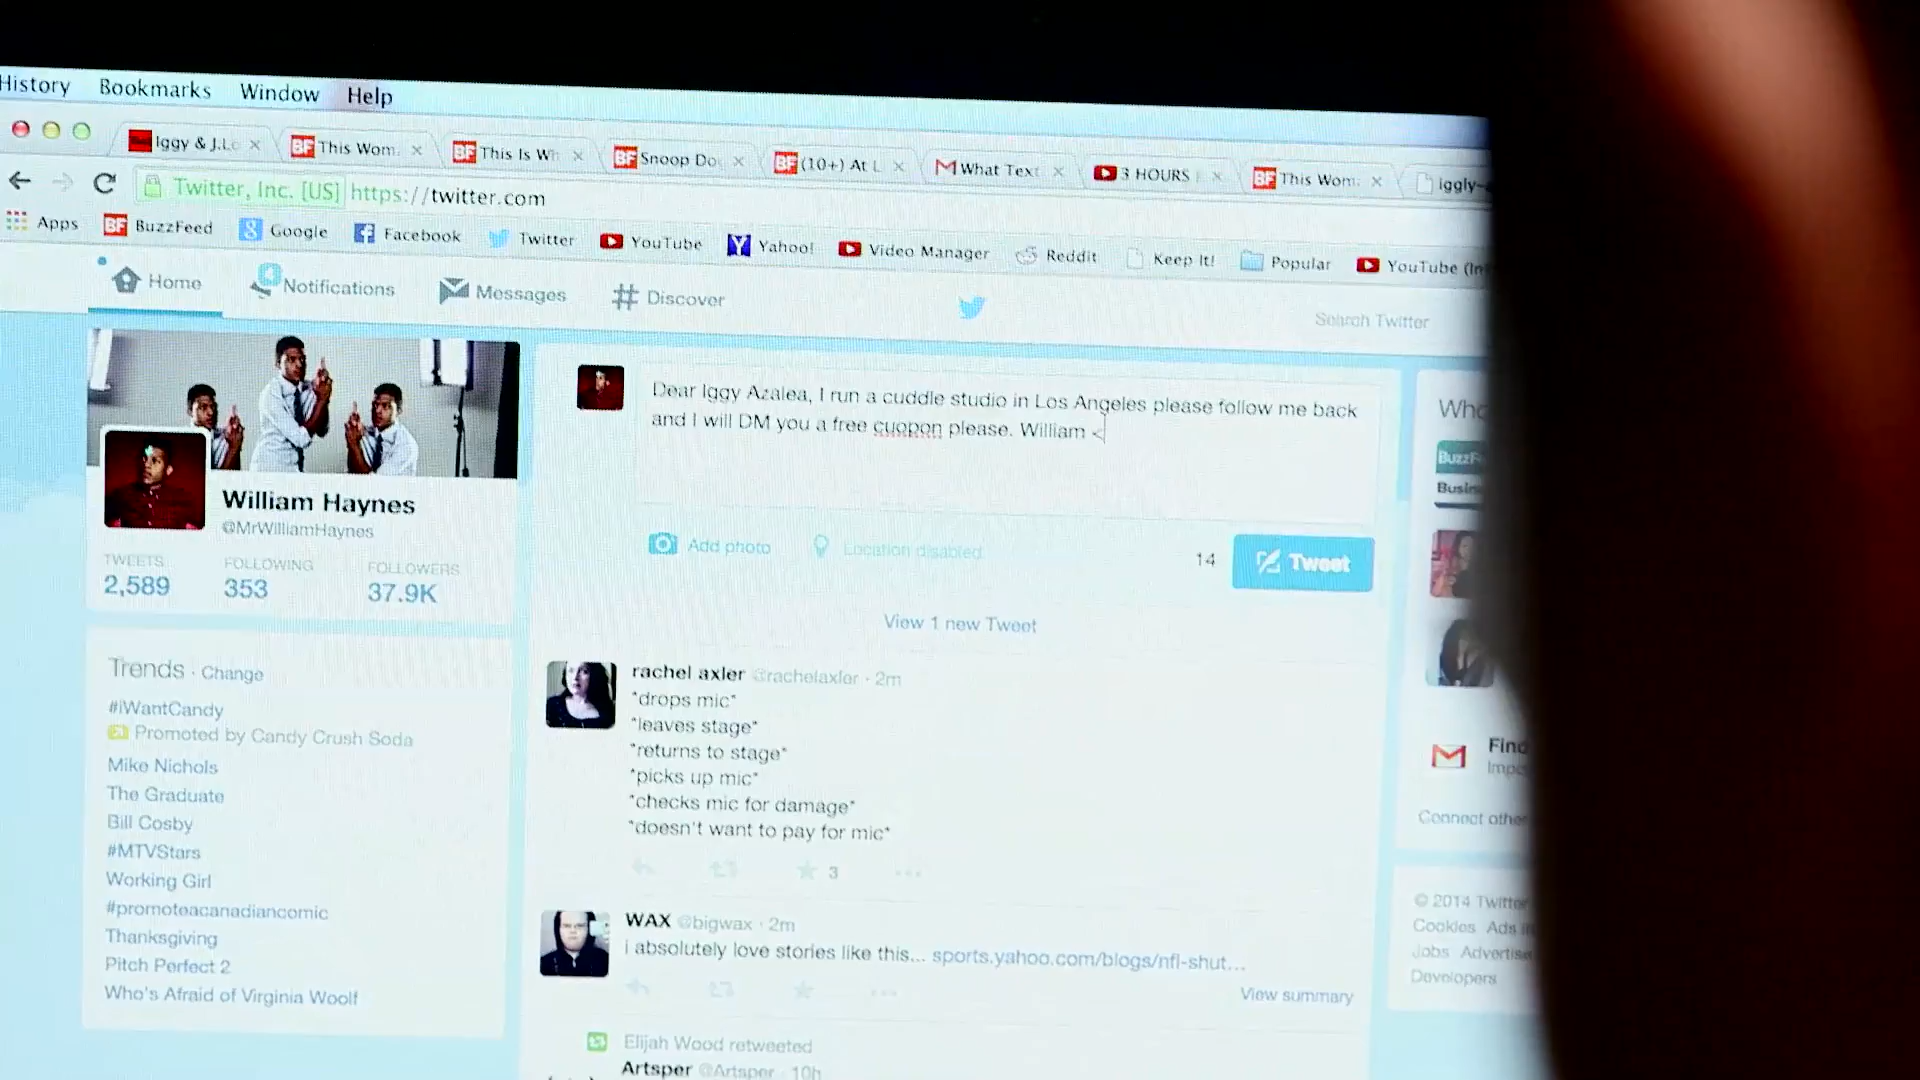 History Bookmarks Window Help
Iggy & J.Lo This Wom. This Is Wh Snoop Do (10+) At L What Text 3 HOURS This Wom. iggly-
Twitter, Inc. [US] https://twitter.com
Apps BuzzFeed Google Facebook Twitter YouTube Yahoo! Video Manager Reddit Keep It! Popular YouTube (In
Home Notifications Messages Discover
Search Twitter
William Haynes
@MrWilliamHaynes
TWEETS FOLLOWING FOLLOWERS
2,589 353 37.9K
Trends · Change
#iWantCandy
Promoted by Candy Crush Soda
Mike Nichols
The Graduate
Bill Cosby
#MTVStars
Working Girl
#promoteacanadiancomic
Thanksgiving
Pitch Perfect 2
Who's Afraid of Virginia Woolf
Dear Iggy Azalea, I run a cuddle studio in Los Angeles please follow me back
and I will DM you a free cuopon please. William <
Add photo Location disabled 14 Tweet
View 1 new Tweet
rachel axler @rachelaxler · 2m
*drops mic*
*leaves stage*
*returns to stage*
*picks up mic*
*checks mic for damage*
*doesn't want to pay for mic*
3
WAX @bigwax · 2m
i absolutely love stories like this... sports.yahoo.com/blogs/nfl-shut...
View summary
Elijah Wood retweeted
Artsper @Artsper · 10h
Who
BuzzF
Busin
Find
Impo
Connect other
© 2014 Twitter
Cookies Ads
Jobs Advertise
Developers